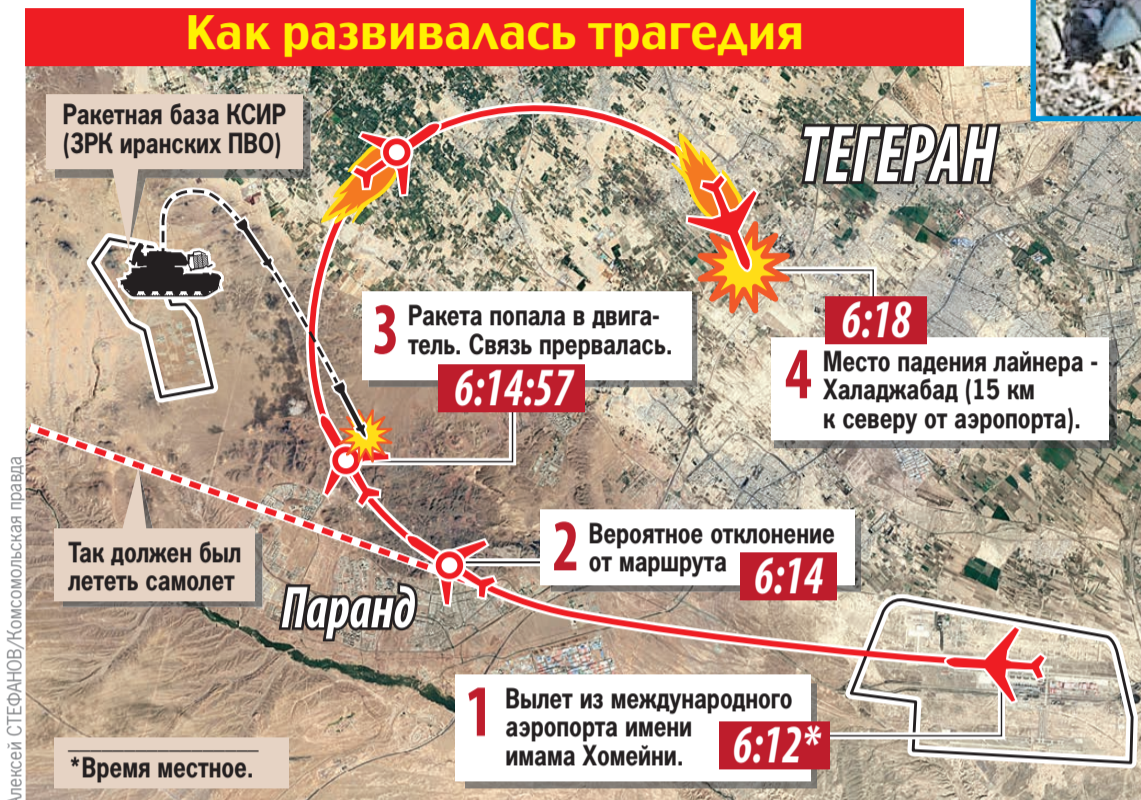 Как развивалась трагедия
Ракетная база КСИР
(ЗРК иранских ПВО)
ТЕГЕРАН
3 Ракета попала в двига-
тель. Связь прервалась.
6:14:57
6:18
4 Место падения лайнера -
Халаджабад (15 км
к северу от аэропорта).
Так должен был
лететь самолет
2 Вероятное отклонение
от маршрута 6:14
Паранд
1 Вылет из международного
аэропорта имени
имама Хомейни. 6:12*
*Время местное.
Алексей СТЕФАНОВ/Комсомольская правда